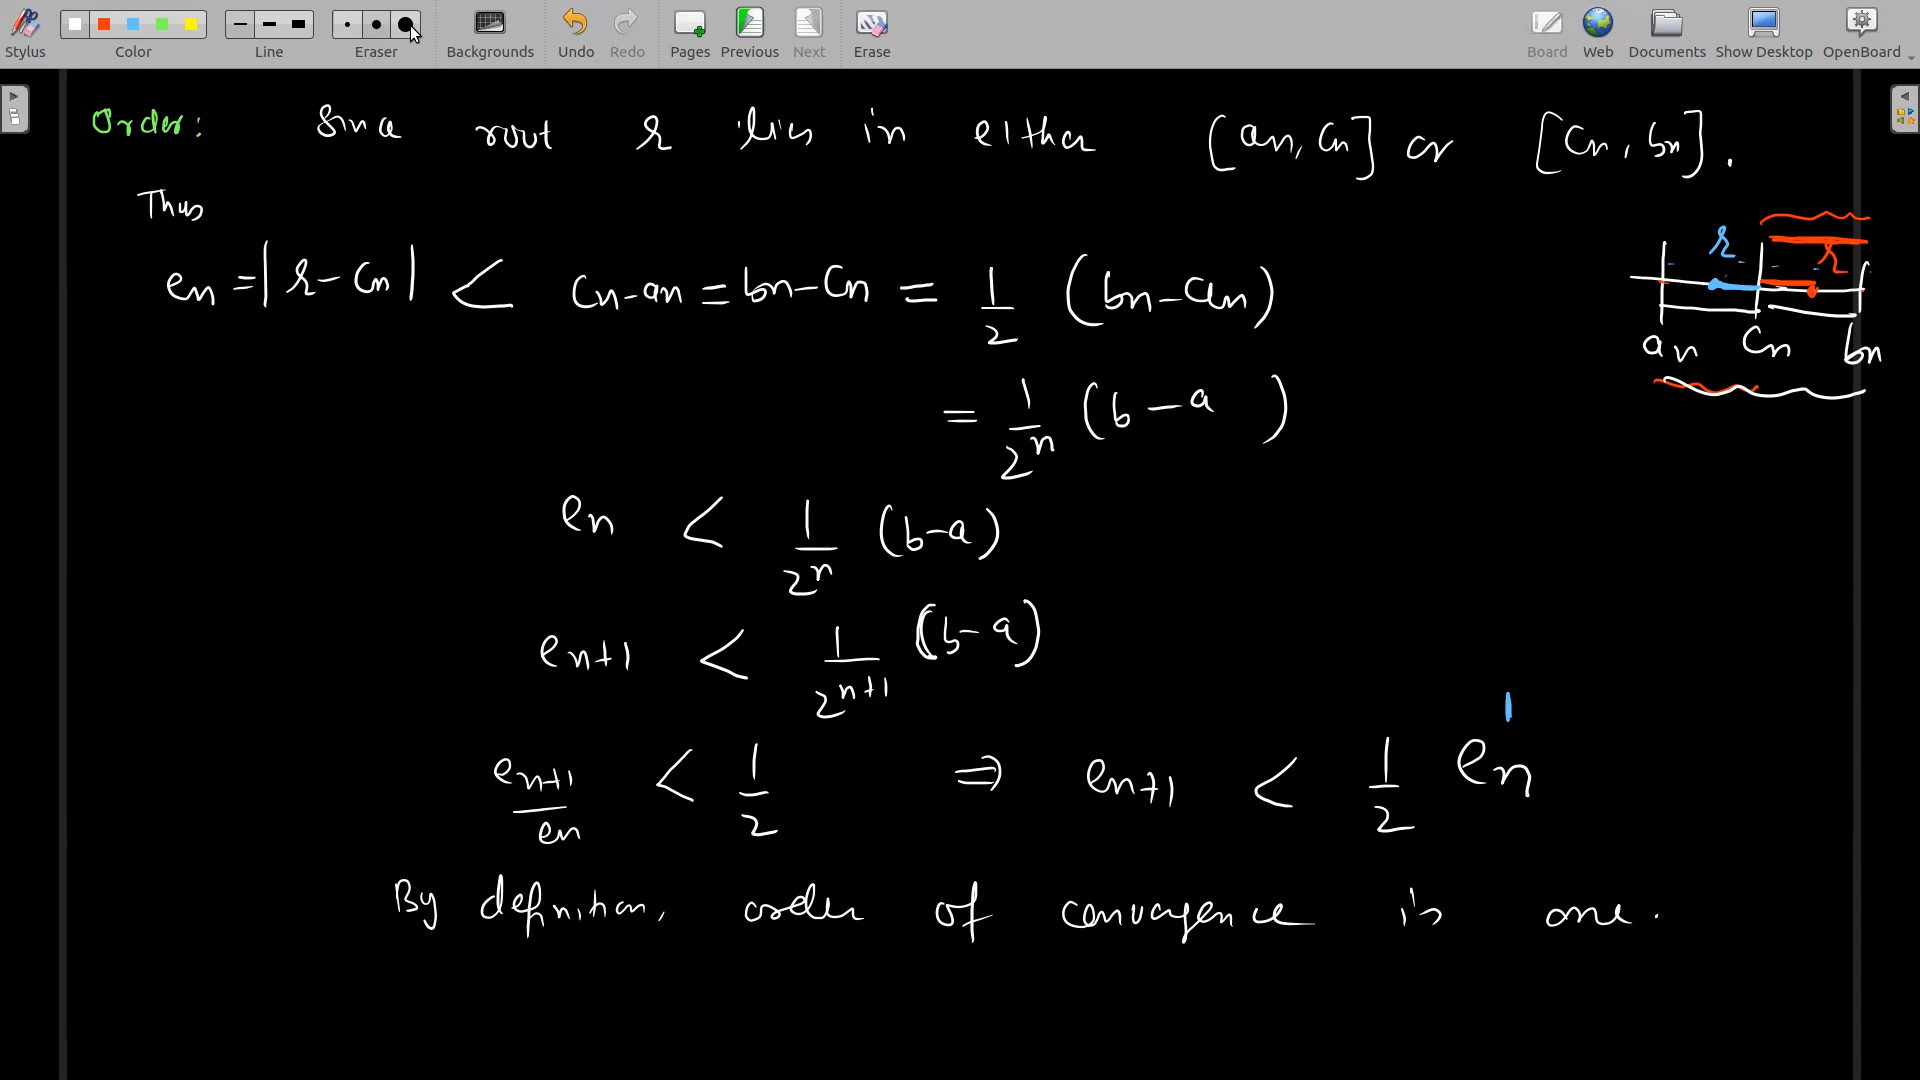 Stylus Color Line Eraser Backgrounds Undo Redo Pages Previous Next Erase Board Web Documents Show Desktop OpenBoard
Order: Since root r lies in either [an, cn] or [cn, bn].
Thus
en = |r - cn| < cn - an = bn - cn = 1/2 (bn - an)
r r
an cn bn
= 1/2^n (b - a)
en < 1/2^n (b - a)
en+1 < 1/2^n+1 (b - a)
en+1/en < 1/2 ⇒ en+1 < 1/2 en^1
By definition, order of convergence is one.